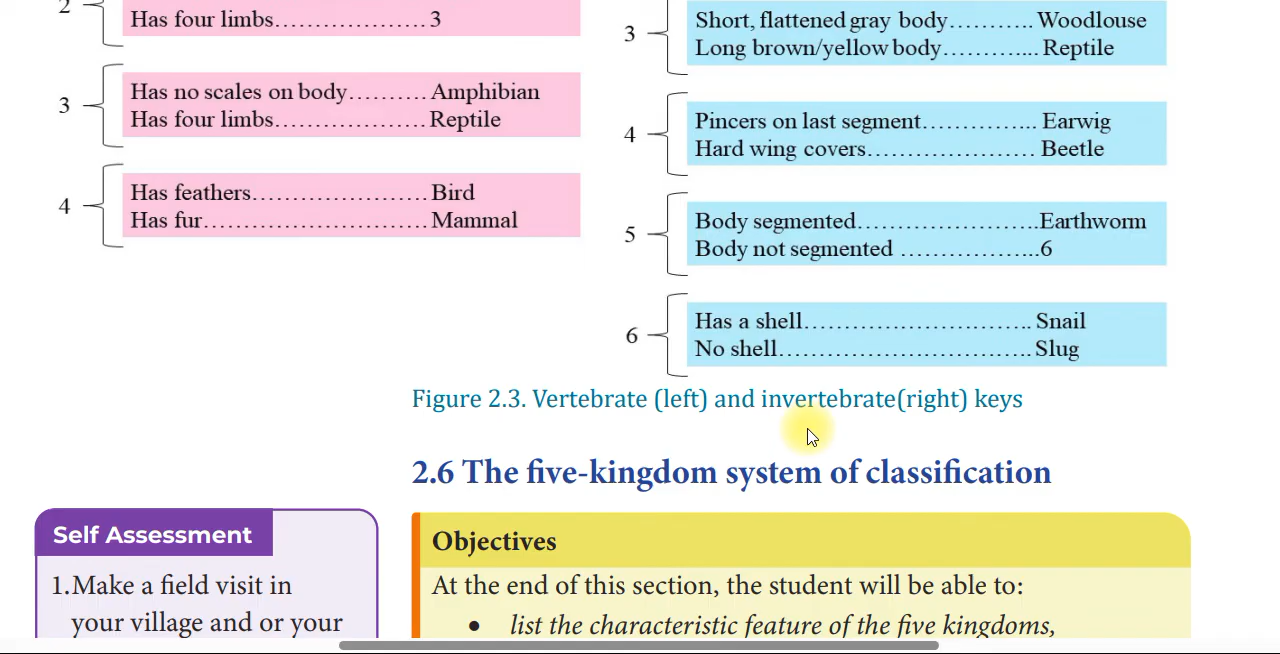 2
Has four limbs................... 3
3
Has no scales on body.......... Amphibian
Has four limbs................... Reptile
4
Has feathers...................... Bird
Has fur............................ Mammal
3
Short, flattened gray body........... Woodlouse
Long brown/yellow body............ Reptile
4
Pincers on last segment............... Earwig
Hard wing covers..................... Beetle
5
Body segmented.......................Earthworm
Body not segmented ..................6
6
Has a shell............................. Snail
No shell................................ Slug
Figure 2.3. Vertebrate (left) and invertebrate(right) keys
2.6 The five-kingdom system of classification
Self Assessment
1.Make a field visit in
your village and or your
Objectives
At the end of this section, the student will be able to:
• list the characteristic feature of the five kingdoms,